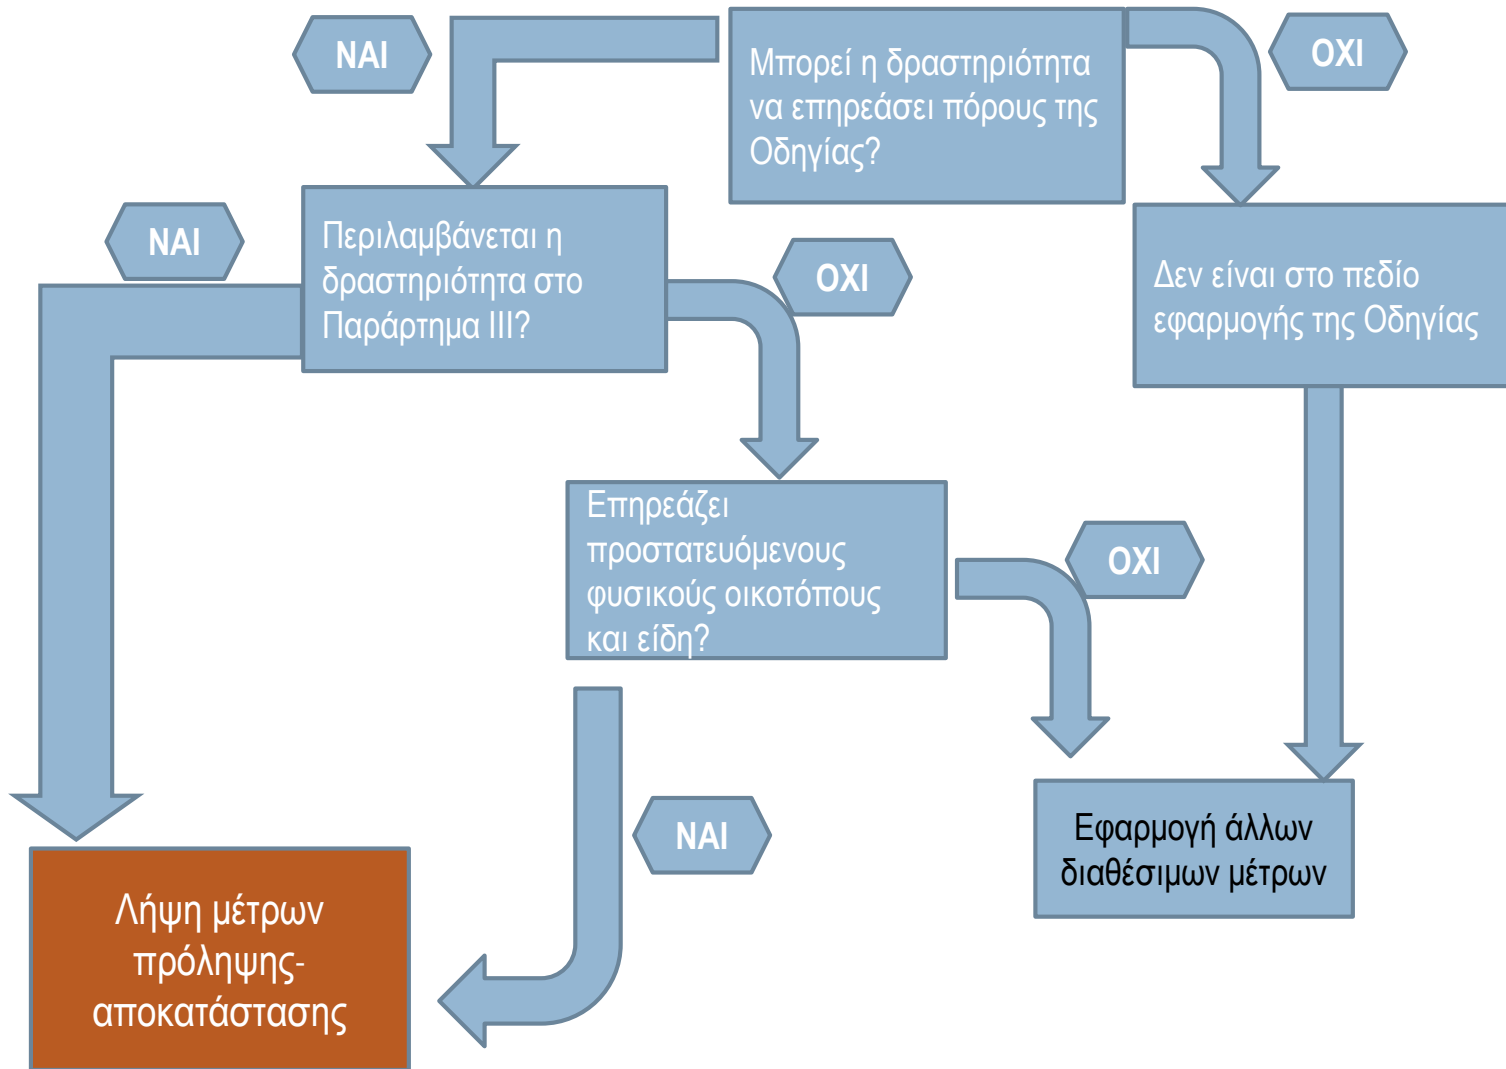 ΝΑΙ
Μπορεί η δραστηριότητα
να επηρεάσει πόρους της
Οδηγίας?
ΟΧΙ
ΝΑΙ
Περιλαμβάνεται η
δραστηριότητα στο
Παράρτημα ΙΙΙ?
ΟΧΙ
Δεν είναι στο πεδίο
εφαρμογής της Οδηγίας
Επηρεάζει
προστατευόμενους
φυσικούς οικοτόπους
και είδη?
ΟΧΙ
ΝΑΙ
Εφαρμογή άλλων
διαθέσιμων μέτρων
Λήψη μέτρων
πρόληψης-
αποκατάστασης